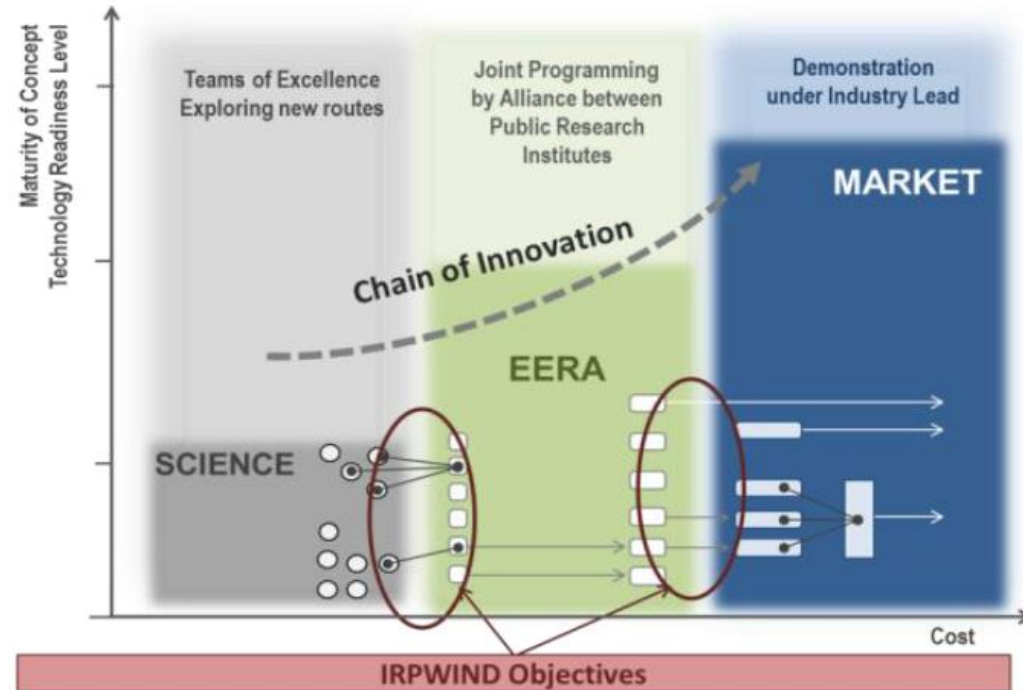 Maturity of Concept
Technology Readiness Level
Teams of Excellence
Exploring new routes
Joint Programming
by Alliance between
Public Research
Institutes
Demonstration
under Industry Lead
MARKET
Chain of Innovation
EERA
SCIENCE
Cost
IRPWIND Objectives